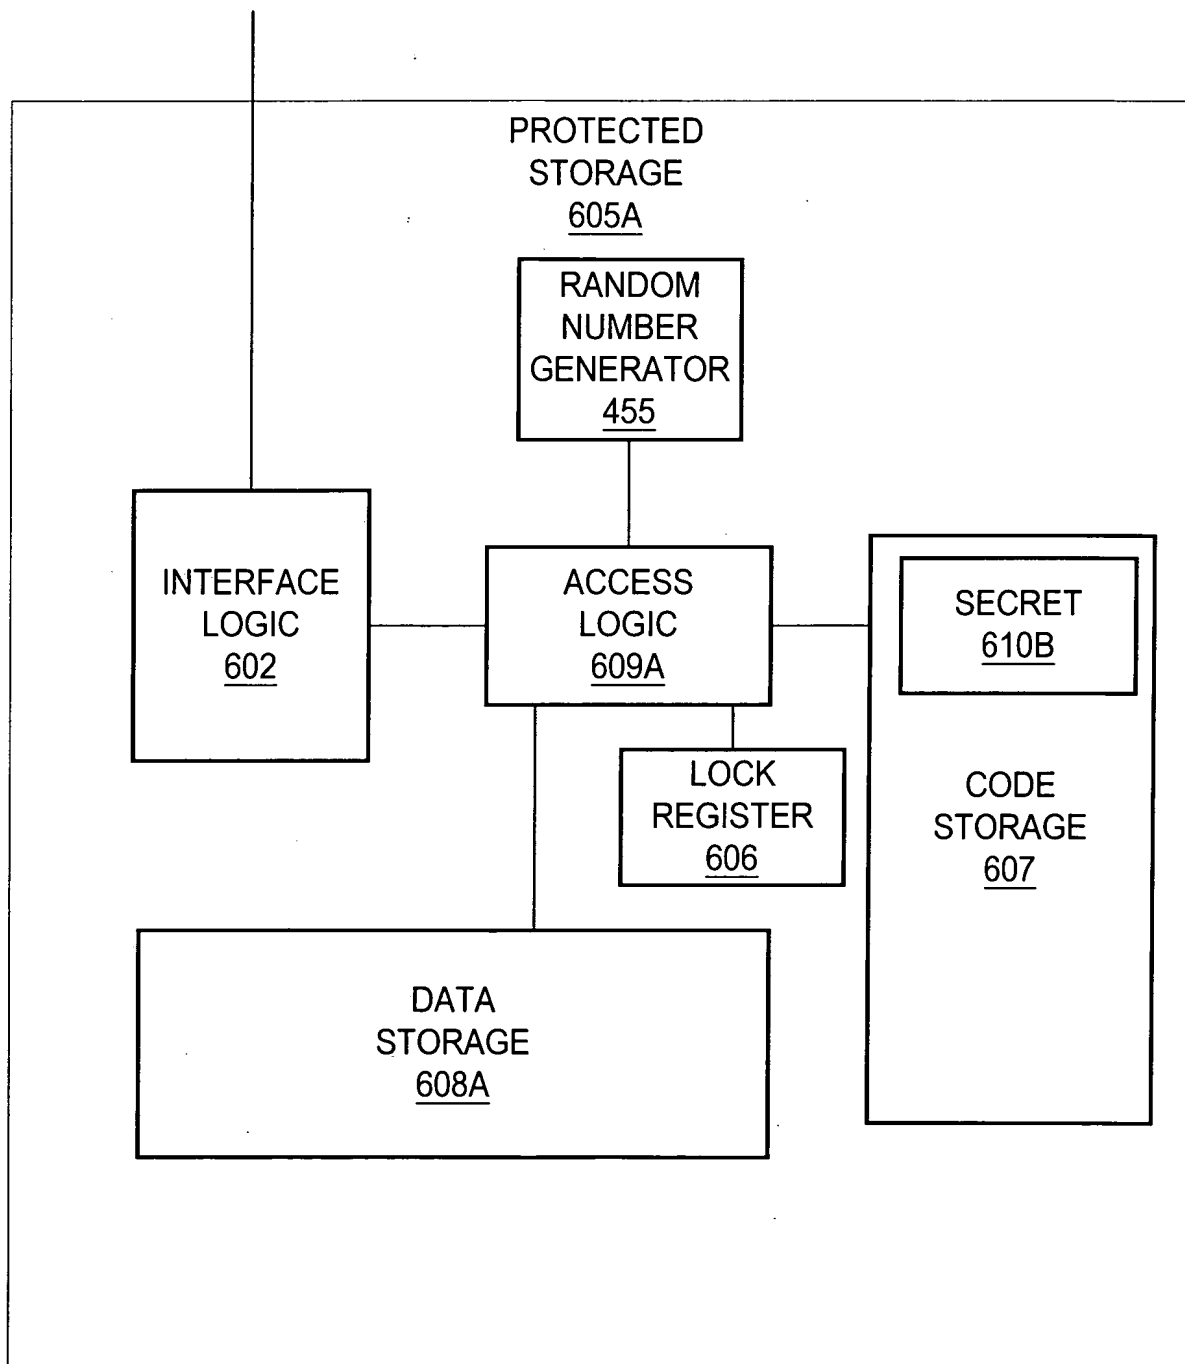 PROTECTED
STORAGE
605A
RANDOM
NUMBER
GENERATOR
455
INTERFACE
LOGIC
602
ACCESS
LOGIC
609A
SECRET
610B
LOCK
REGISTER
606
CODE
STORAGE
607
DATA
STORAGE
608A